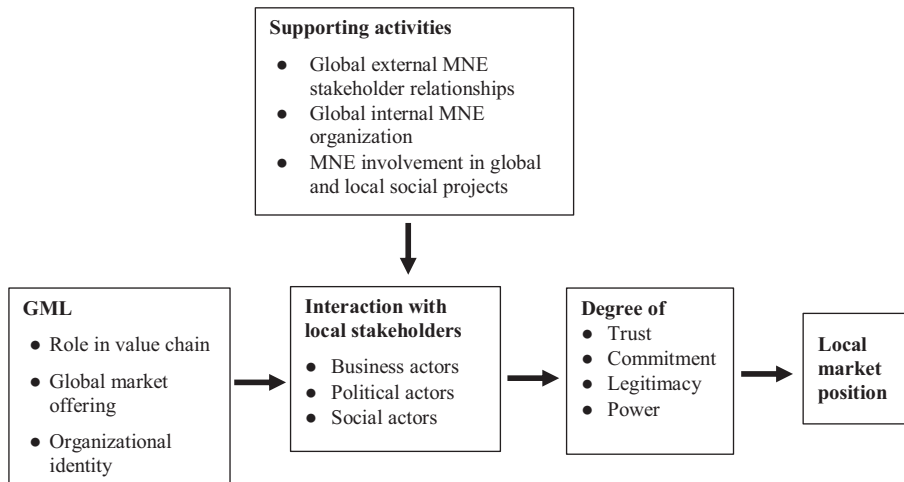 Supporting activities
● Global external MNE
stakeholder relationships
● Global internal MNE
organization
● MNE involvement in global
and local social projects
GML
● Role in value chain
● Global market
offering
● Organizational
identity
Interaction with
local stakeholders
● Business actors
● Political actors
● Social actors
Degree of
● Trust
● Commitment
● Legitimacy
● Power
Local
market
position